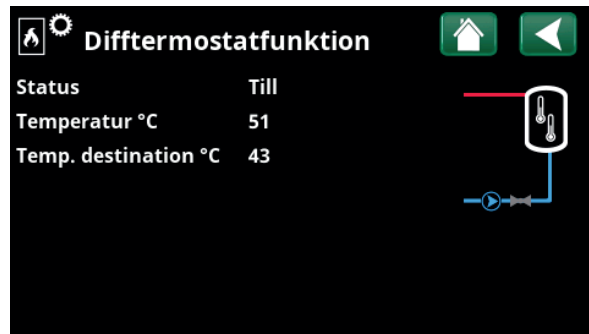 Difftermostatfunktion
Status Till
Temperatur °C 51
Temp. destination °C 43